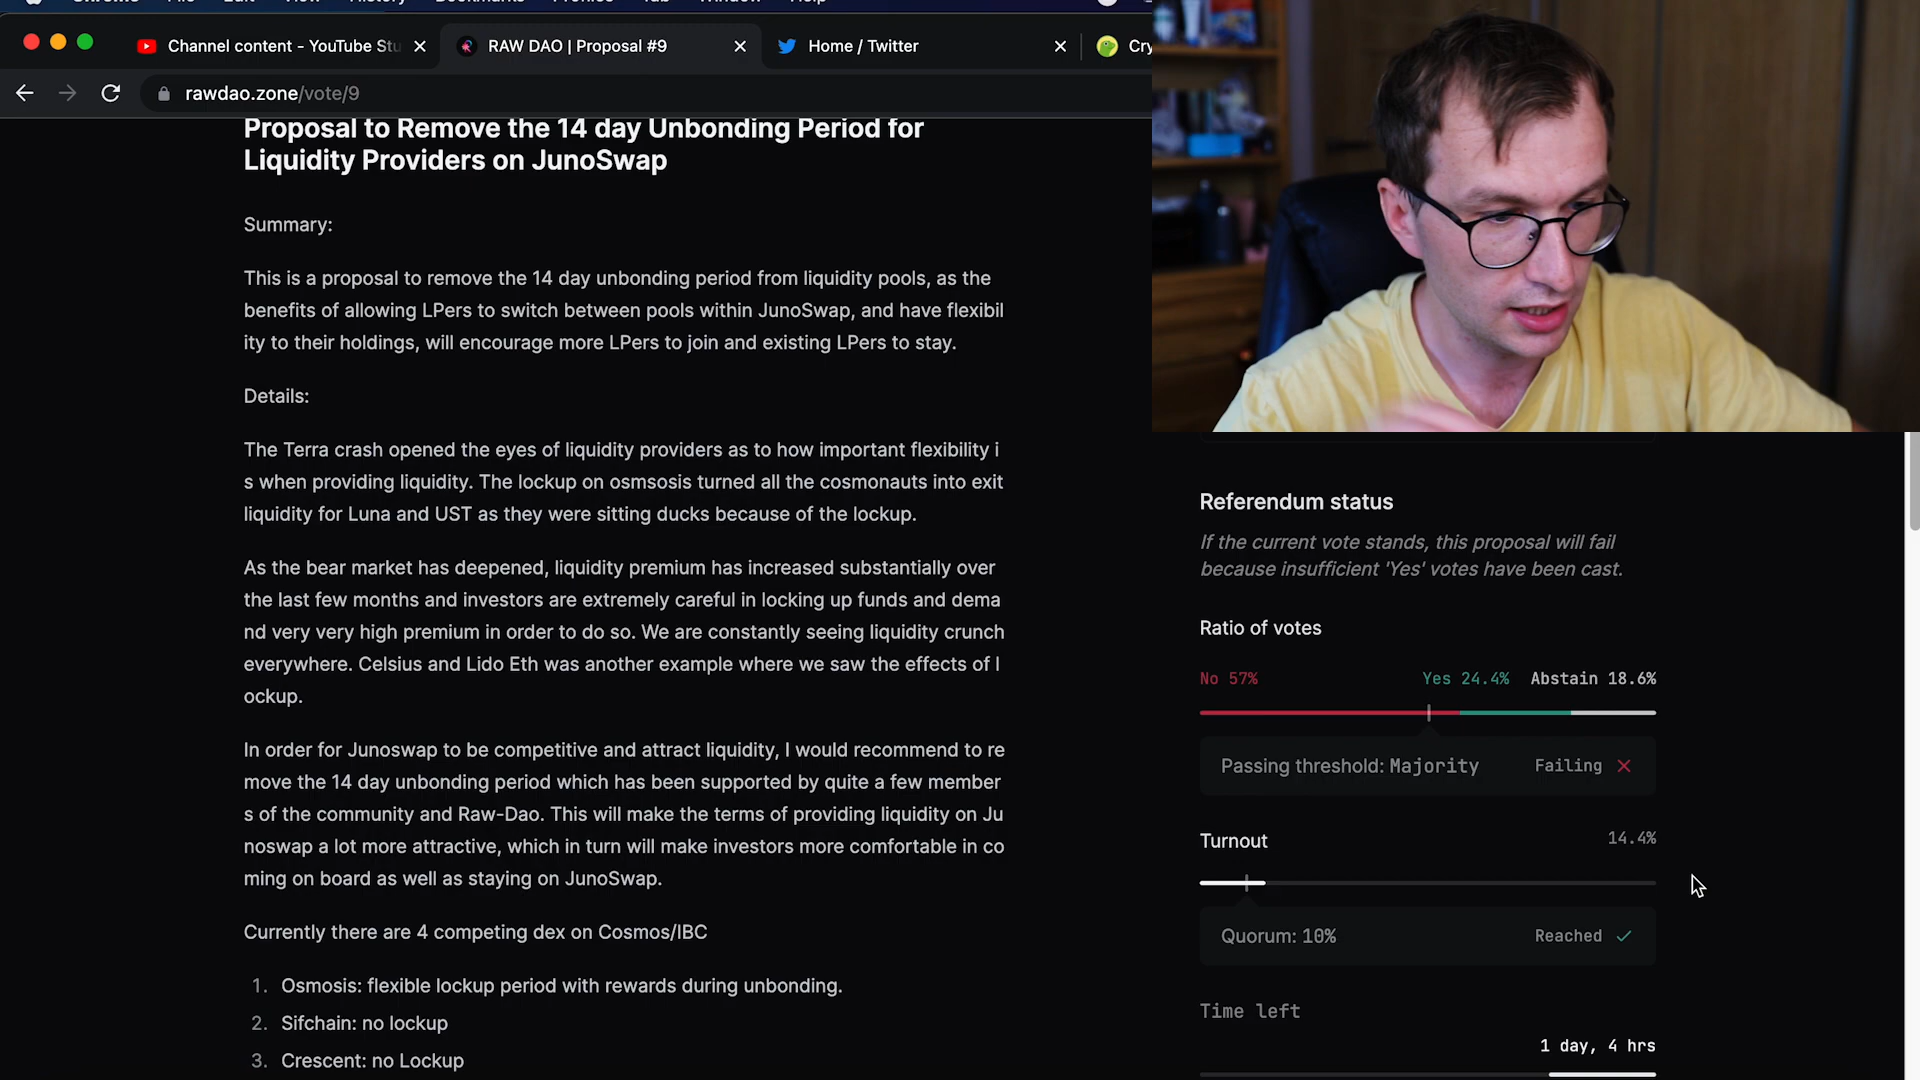 Chrome File Edit View History Bookmarks Profiles Tab Window Help
Channel content - YouTube Stu
RAW DAO | Proposal #9
Home / Twitter
Cry
rawdao.zone/vote/9
Proposal to Remove the 14 day Unbonding Period for
Liquidity Providers on JunoSwap
Summary:
This is a proposal to remove the 14 day unbonding period from liquidity pools, as the
benefits of allowing LPers to switch between pools within JunoSwap, and have flexibil
ity to their holdings, will encourage more LPers to join and existing LPers to stay.
Details:
The Terra crash opened the eyes of liquidity providers as to how important flexibility i
s when providing liquidity. The lockup on osmsosis turned all the cosmonauts into exit
liquidity for Luna and UST as they were sitting ducks because of the lockup.
As the bear market has deepened, liquidity premium has increased substantially over
the last few months and investors are extremely careful in locking up funds and dema
nd very very high premium in order to do so. We are constantly seeing liquidity crunch
everywhere. Celsius and Lido Eth was another example where we saw the effects of l
ockup.
In order for Junoswap to be competitive and attract liquidity, I would recommend to re
move the 14 day unbonding period which has been supported by quite a few member
s of the community and Raw-Dao. This will make the terms of providing liquidity on Ju
noswap a lot more attractive, which in turn will make investors more comfortable in co
ming on board as well as staying on JunoSwap.
Currently there are 4 competing dex on Cosmos/IBC
1. Osmosis: flexible lockup period with rewards during unbonding.
2. Sifchain: no lockup
3. Crescent: no Lockup
Referendum status
If the current vote stands, this proposal will fail
because insufficient 'Yes' votes have been cast.
Ratio of votes
No 57% Yes 24.4% Abstain 18.6%
Passing threshold: Majority Failing
Turnout 14.4%
Quorum: 10% Reached
Time left
1 day, 4 hrs